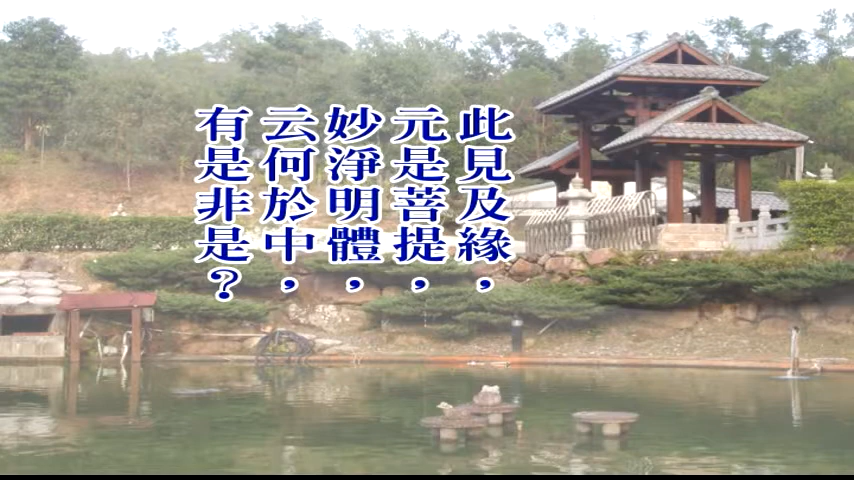 此見及緣，
元是菩提，
妙淨明體，
云何於中，
有是非是？